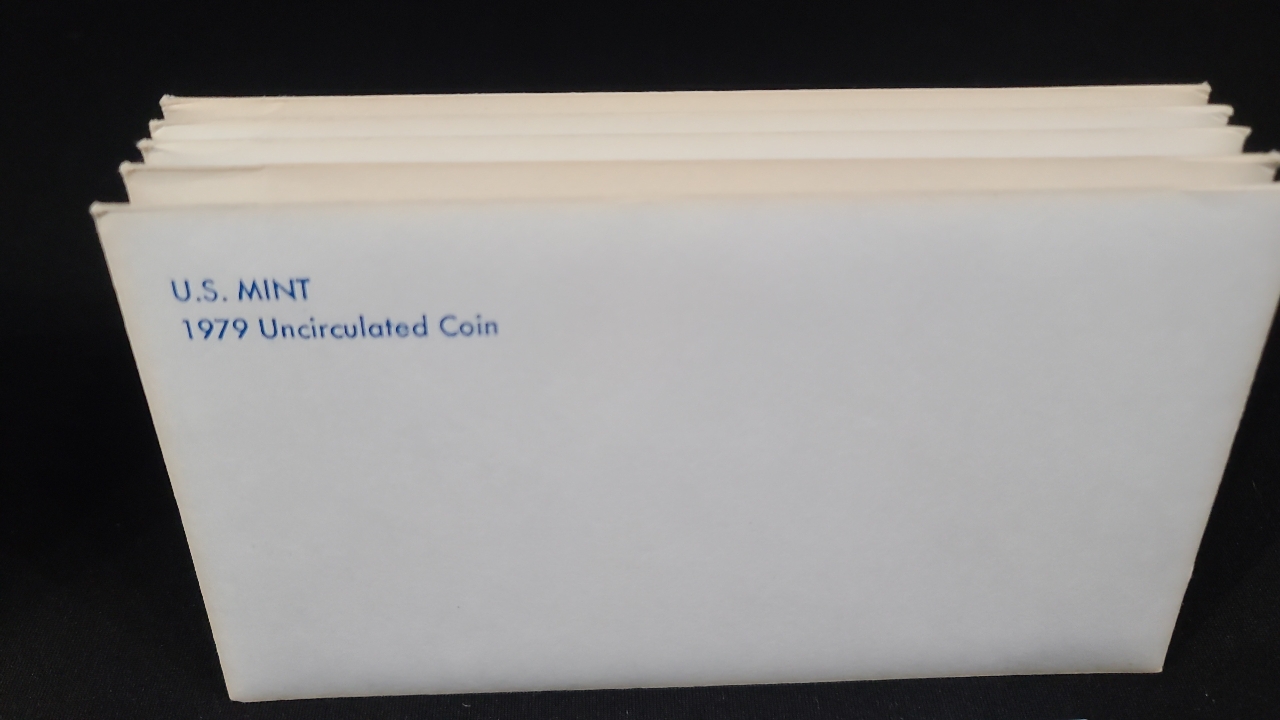 U.S. MINT
1979 Uncirculated Coin